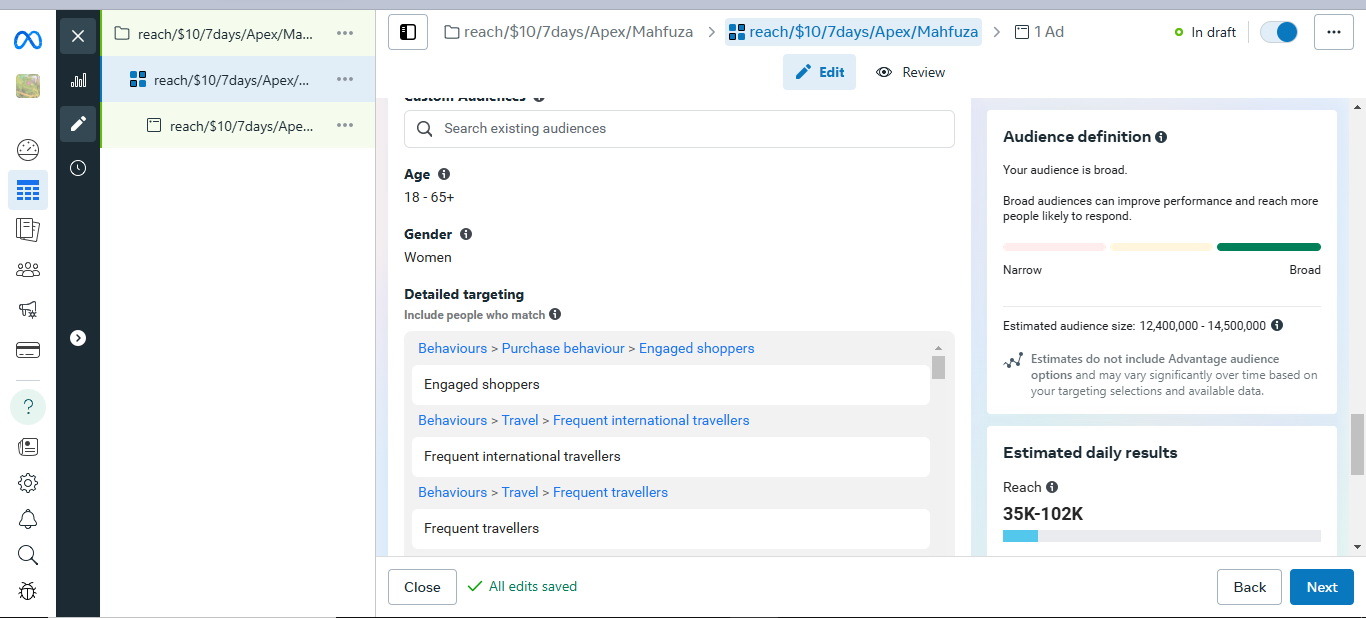 reach/$10/7days/Apex/Ma...
reach/$10/7days/Apex/...
reach/$10/7days/Ape...
reach/$10/7days/Apex/Mahfuza > reach/$10/7days/Apex/Mahfuza > 1 Ad
In draft
Edit Review
Custom Audiences
Search existing audiences
Age
18 - 65+
Gender
Women
Detailed targeting
Include people who match
Behaviours > Purchase behaviour > Engaged shoppers
Engaged shoppers
Behaviours > Travel > Frequent international travellers
Frequent international travellers
Behaviours > Travel > Frequent travellers
Frequent travellers
Audience definition
Your audience is broad.
Broad audiences can improve performance and reach more
people likely to respond.
Narrow Broad
Estimated audience size: 12,400,000 - 14,500,000
Estimates do not include Advantage audience
options and may vary significantly over time based on
your targeting selections and available data.
Estimated daily results
Reach
35K-102K
Close All edits saved Back Next